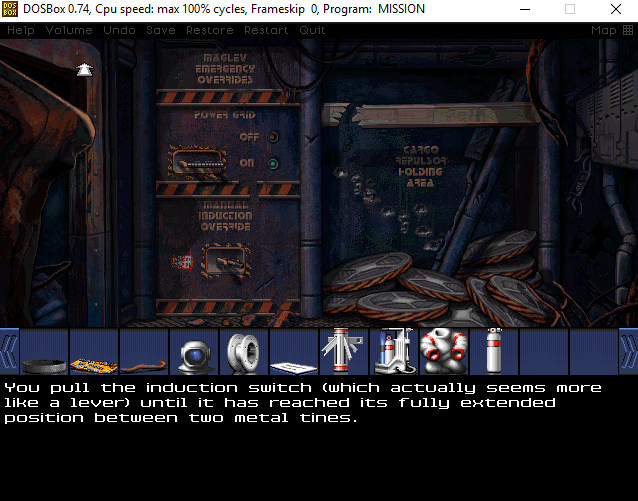 DOSBox 0.74, Cpu speed: max 100% cycles, Frameskip 0, Program: MISSION
Help Volume Undo Save Restore Restart Quit Map
MAGLEV
EMERGENCY
OVERRIDES
POWER GRID
OFF
ON
MANUAL
INDUCTION
OVERRIDE
CARGO
REPULSOR
HOLDING
AREA
You pull the induction switch (which actually seems more
like a lever) until it has reached its fully extended
position between two metal tines.